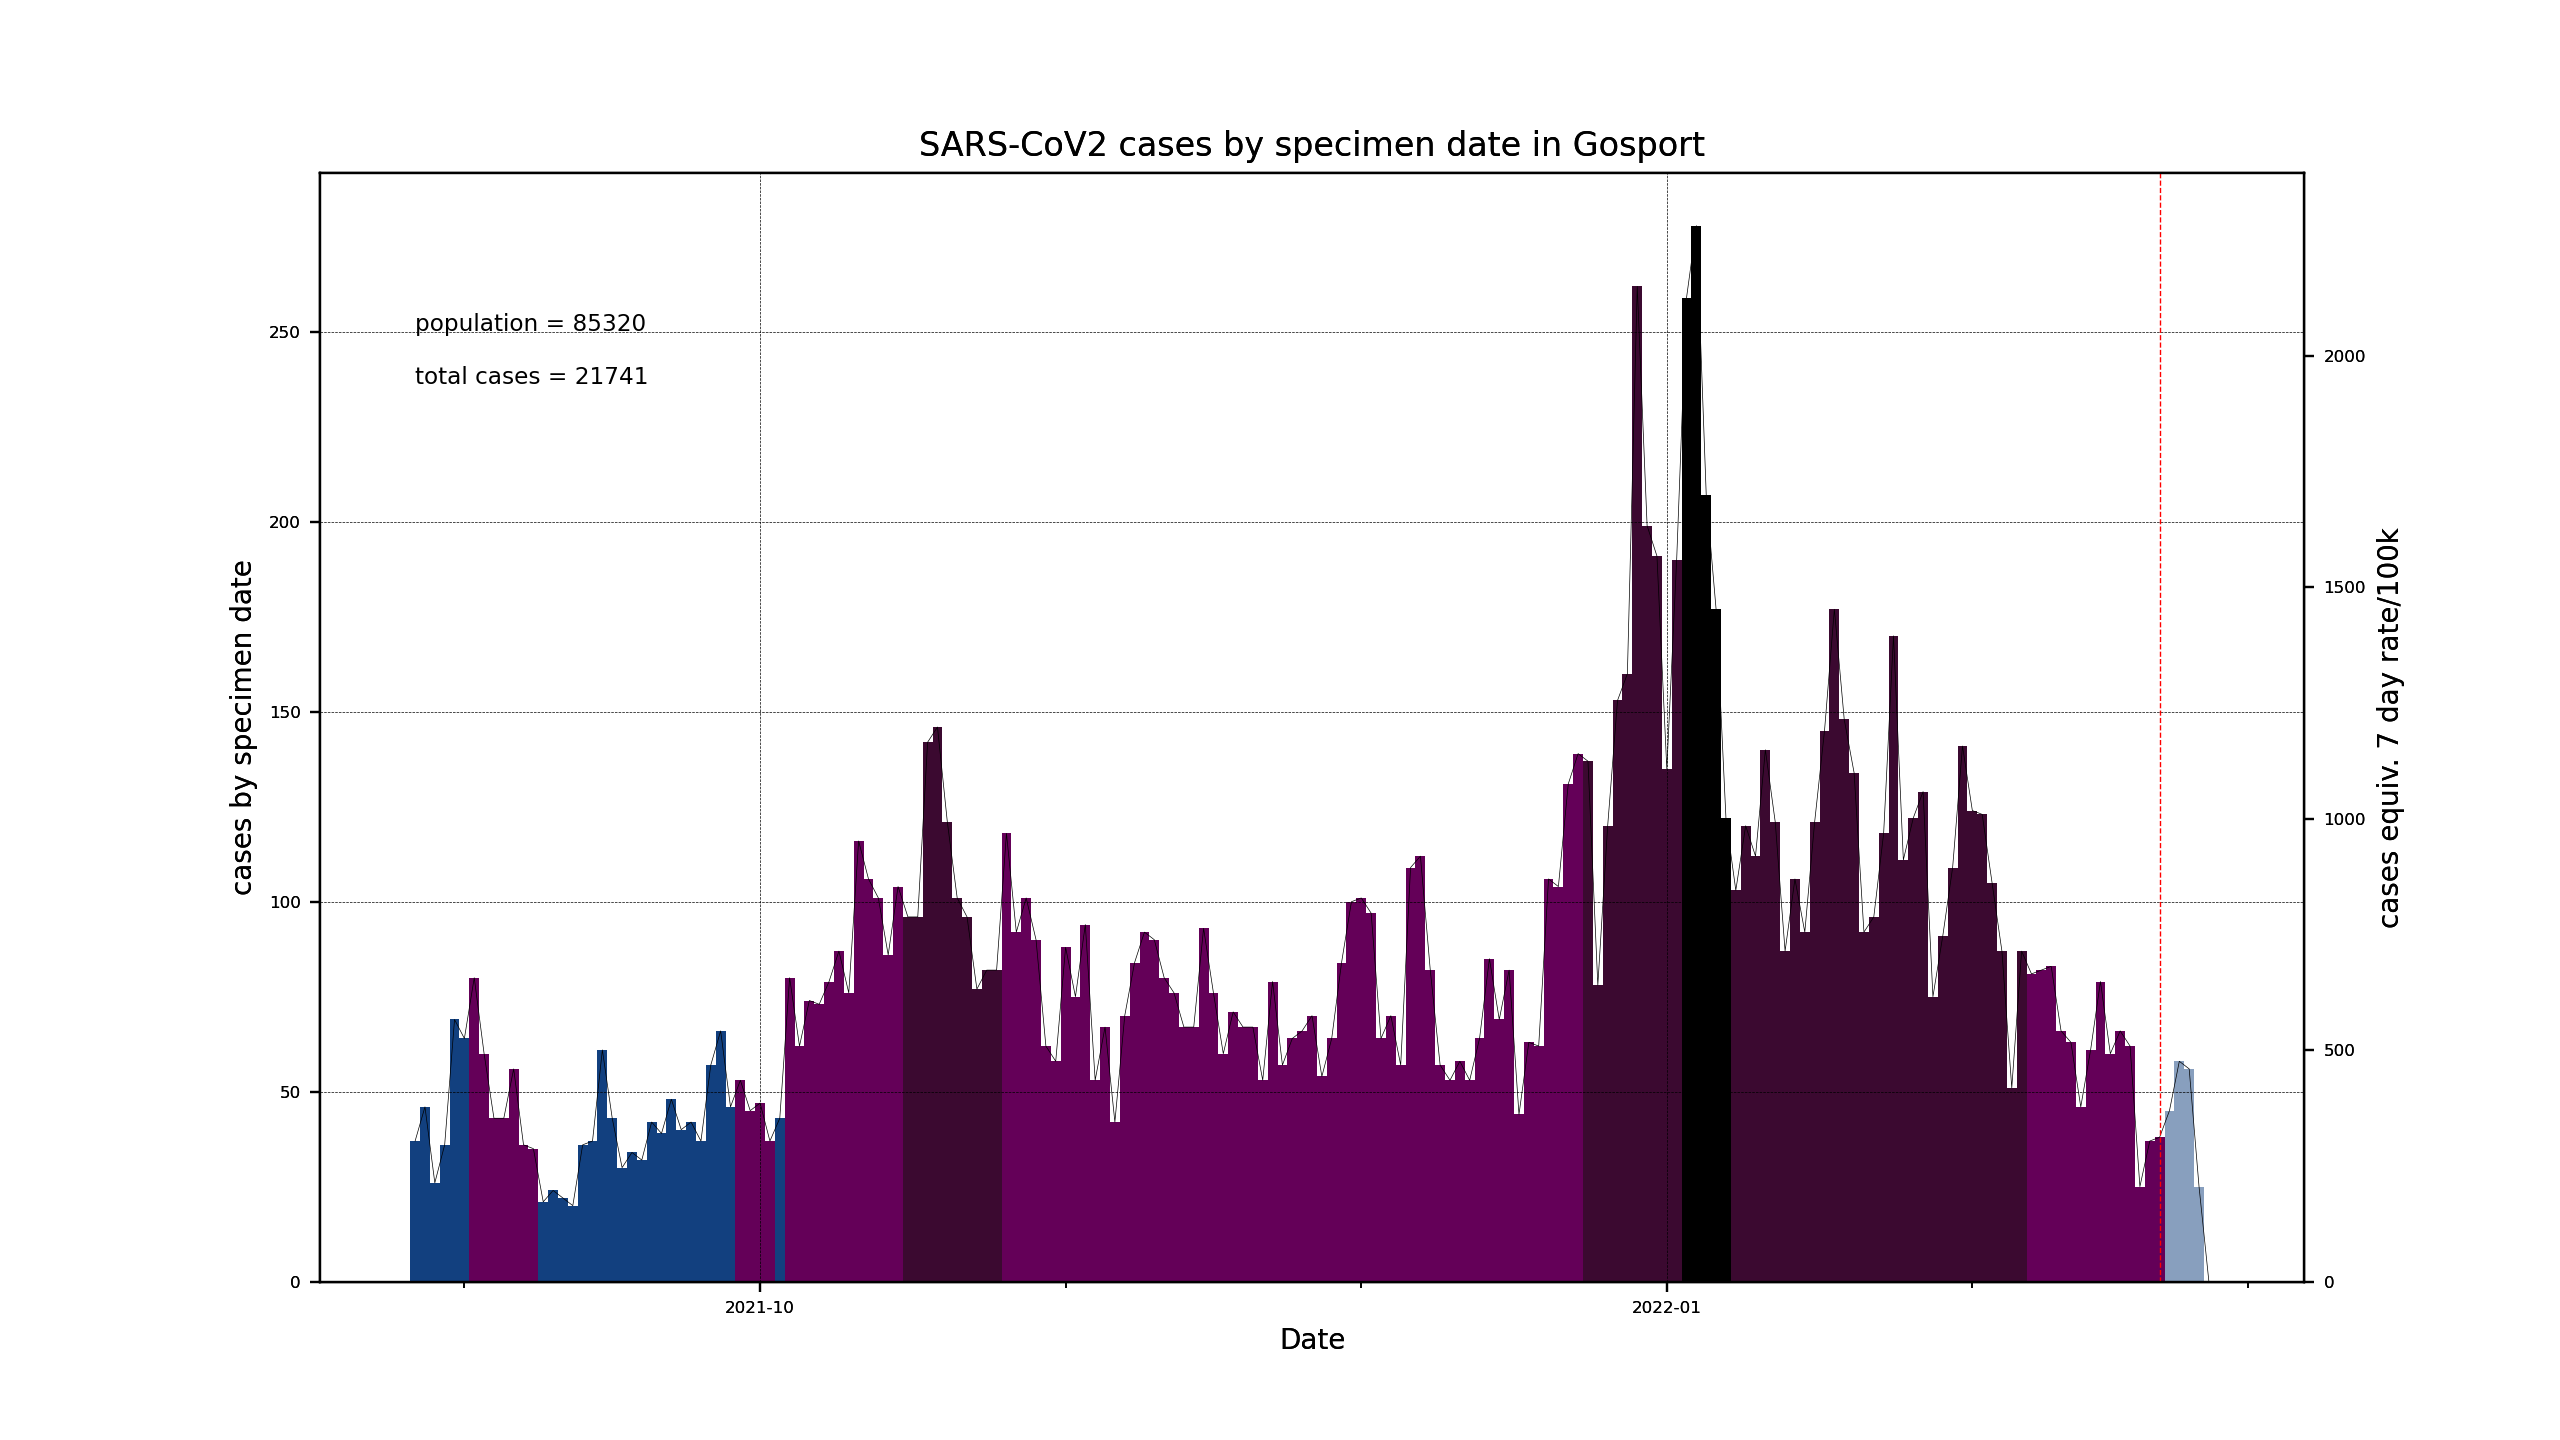 SARS-CoV2 cases by specimen date in Gosport
population = 85320
total cases = 21741
cases by specimen date
250
200
150
100
50
0
2000
1500
1000
500
0
cases equiv. 7 day rate/100k
2021-10
2022-01
Date